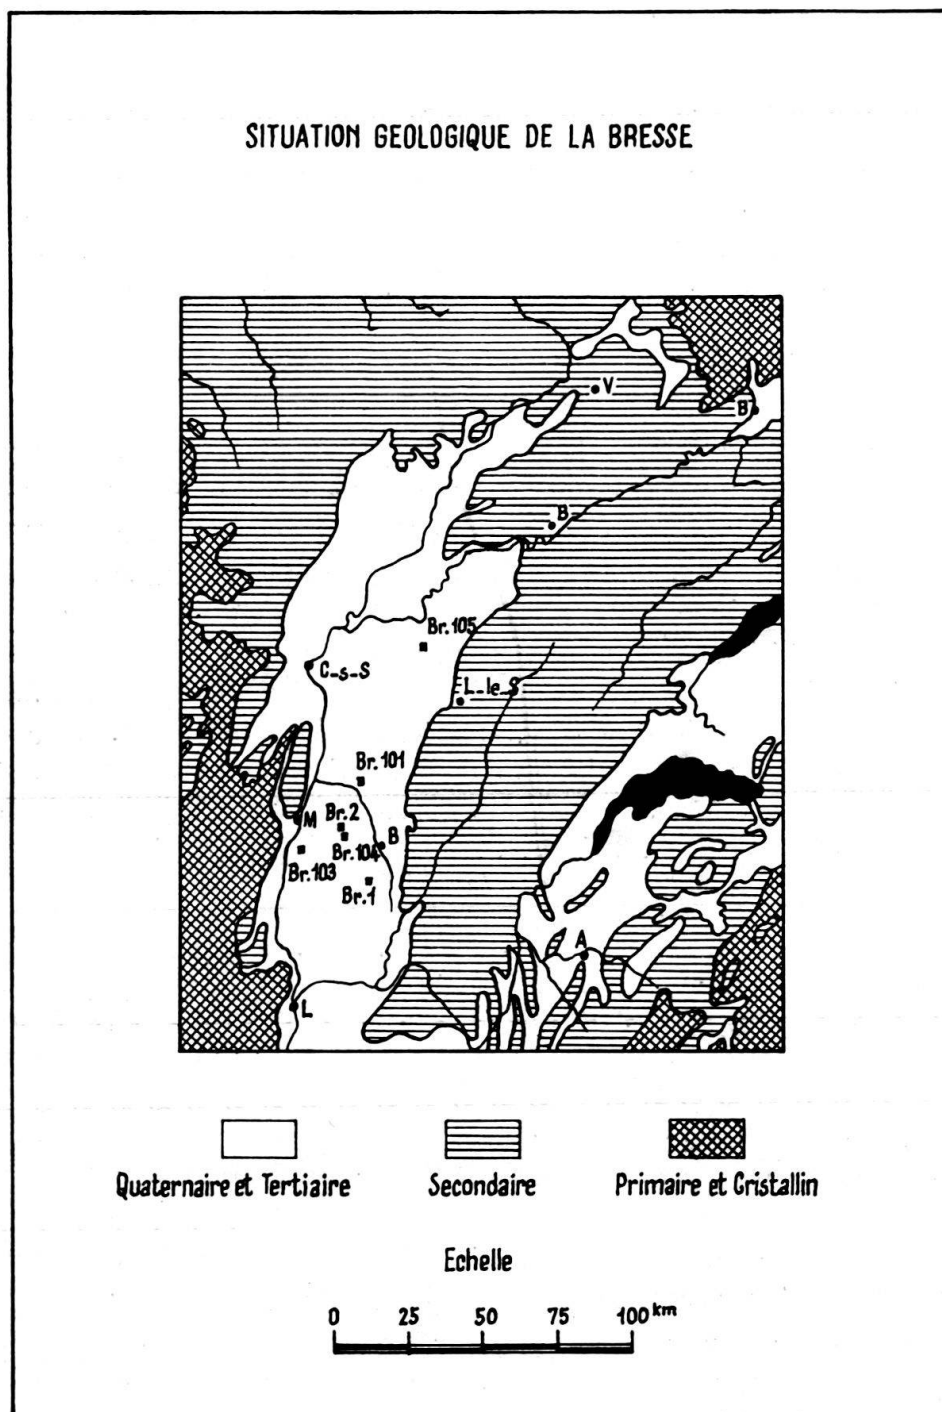 SITUATION GEOLOGIQUE DE LA BRESSE
V
B
B
Br.105
C-s-S
L-le-S
Br.101
M
Br.2
B
Br.104
Br.103
Br.1
A
L
Quaternaire et Tertiaire
Secondaire
Primaire et Cristallin
Echelle
0 25 50 75 100 km